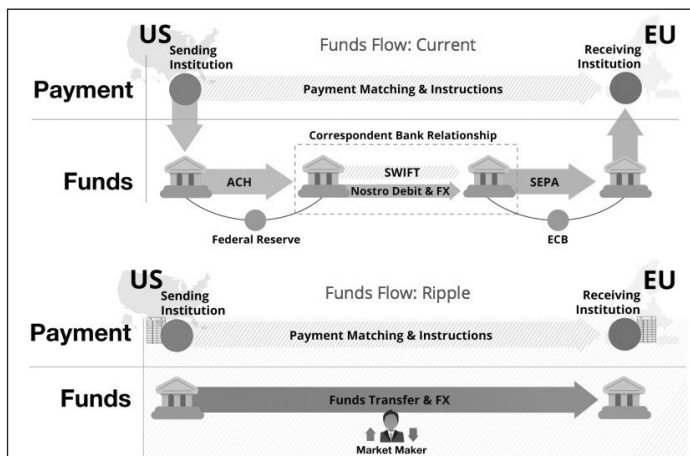 US
EU
Sending
Institution
Funds Flow: Current
Receiving
Institution
Payment
Payment Matching & Instructions
Correspondent Bank Relationship
Funds
ACH
SWIFT
Nostro Debit & FX
SEPA
Federal Reserve
ECB
US
EU
Sending
Institution
Funds Flow: Ripple
Receiving
Institution
Payment
Payment Matching & Instructions
Funds
Funds Transfer & FX
Market Maker